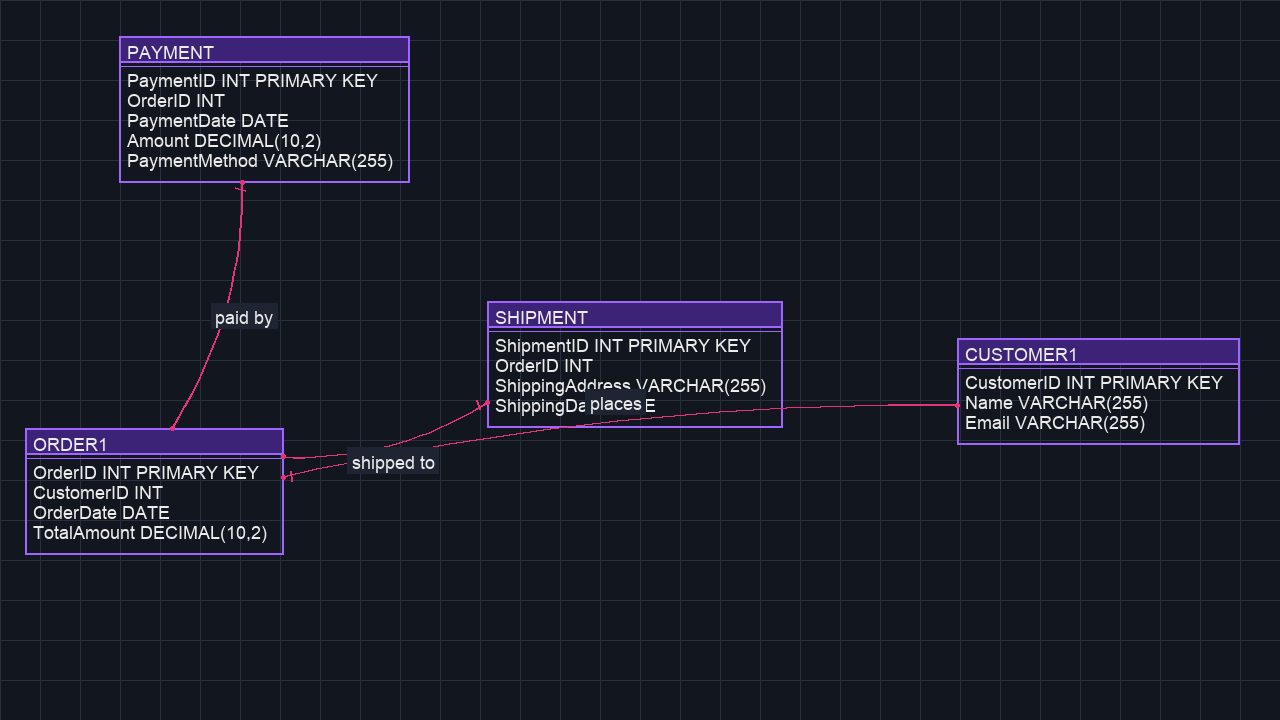 PAYMENT
PaymentID INT PRIMARY KEY
OrderID INT
PaymentDate DATE
Amount DECIMAL(10,2)
PaymentMethod VARCHAR(255)
paid by
SHIPMENT
ShipmentID INT PRIMARY KEY
OrderID INT
ShippingAddress VARCHAR(255)
places
CUSTOMER1
CustomerID INT PRIMARY KEY
Name VARCHAR(255)
Email VARCHAR(255)
shipped to
ORDER1
OrderID INT PRIMARY KEY
CustomerID INT
OrderDate DATE
TotalAmount DECIMAL(10,2)